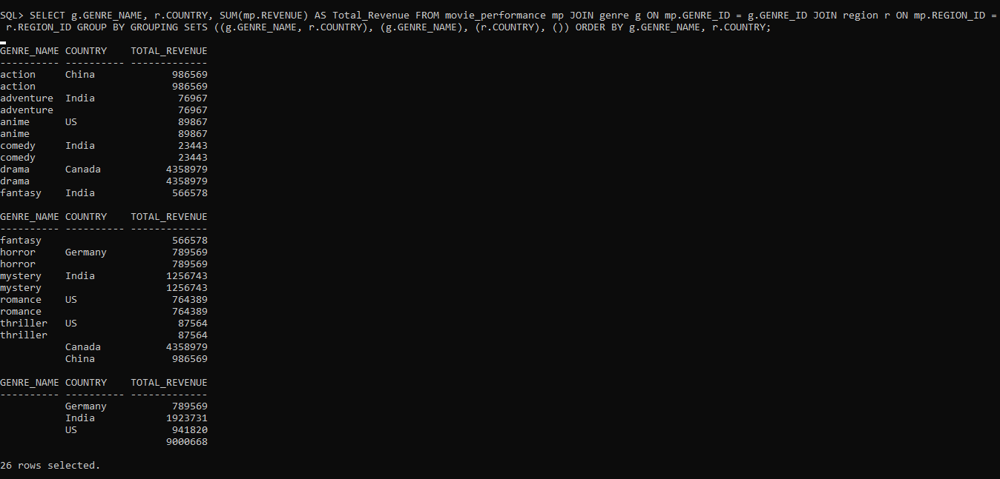 SQL> SELECT g.GENRE_NAME, r.COUNTRY, SUM(mp.REVENUE) AS Total_Revenue FROM movie_performance mp JOIN genre g ON mp.GENRE_ID = g.GENRE_ID JOIN region r ON mp.REGION_ID =
 r.REGION_ID GROUP BY GROUPING SETS ((g.GENRE_NAME, r.COUNTRY), (g.GENRE_NAME), (r.COUNTRY), ()) ORDER BY g.GENRE_NAME, r.COUNTRY;
GENRE_NAME COUNTRY    TOTAL_REVENUE
---------- ---------- -------------
action     China             986569
action                       986569
adventure  India              76967
adventure                     76967
anime      US                 89867
anime                         89867
comedy     India              23443
comedy                        23443
drama      Canada           4358979
drama                       4358979
fantasy    India             566578
GENRE_NAME COUNTRY    TOTAL_REVENUE
---------- ---------- -------------
fantasy                      566578
horror     Germany           789569
horror                       789569
mystery    India            1256743
mystery                     1256743
romance    US                764389
romance                      764389
thriller   US                 87564
thriller                      87564
           Canada           4358979
           China             986569
GENRE_NAME COUNTRY    TOTAL_REVENUE
---------- ---------- -------------
           Germany           789569
           India            1923731
           US                941820
                            9000668
26 rows selected.